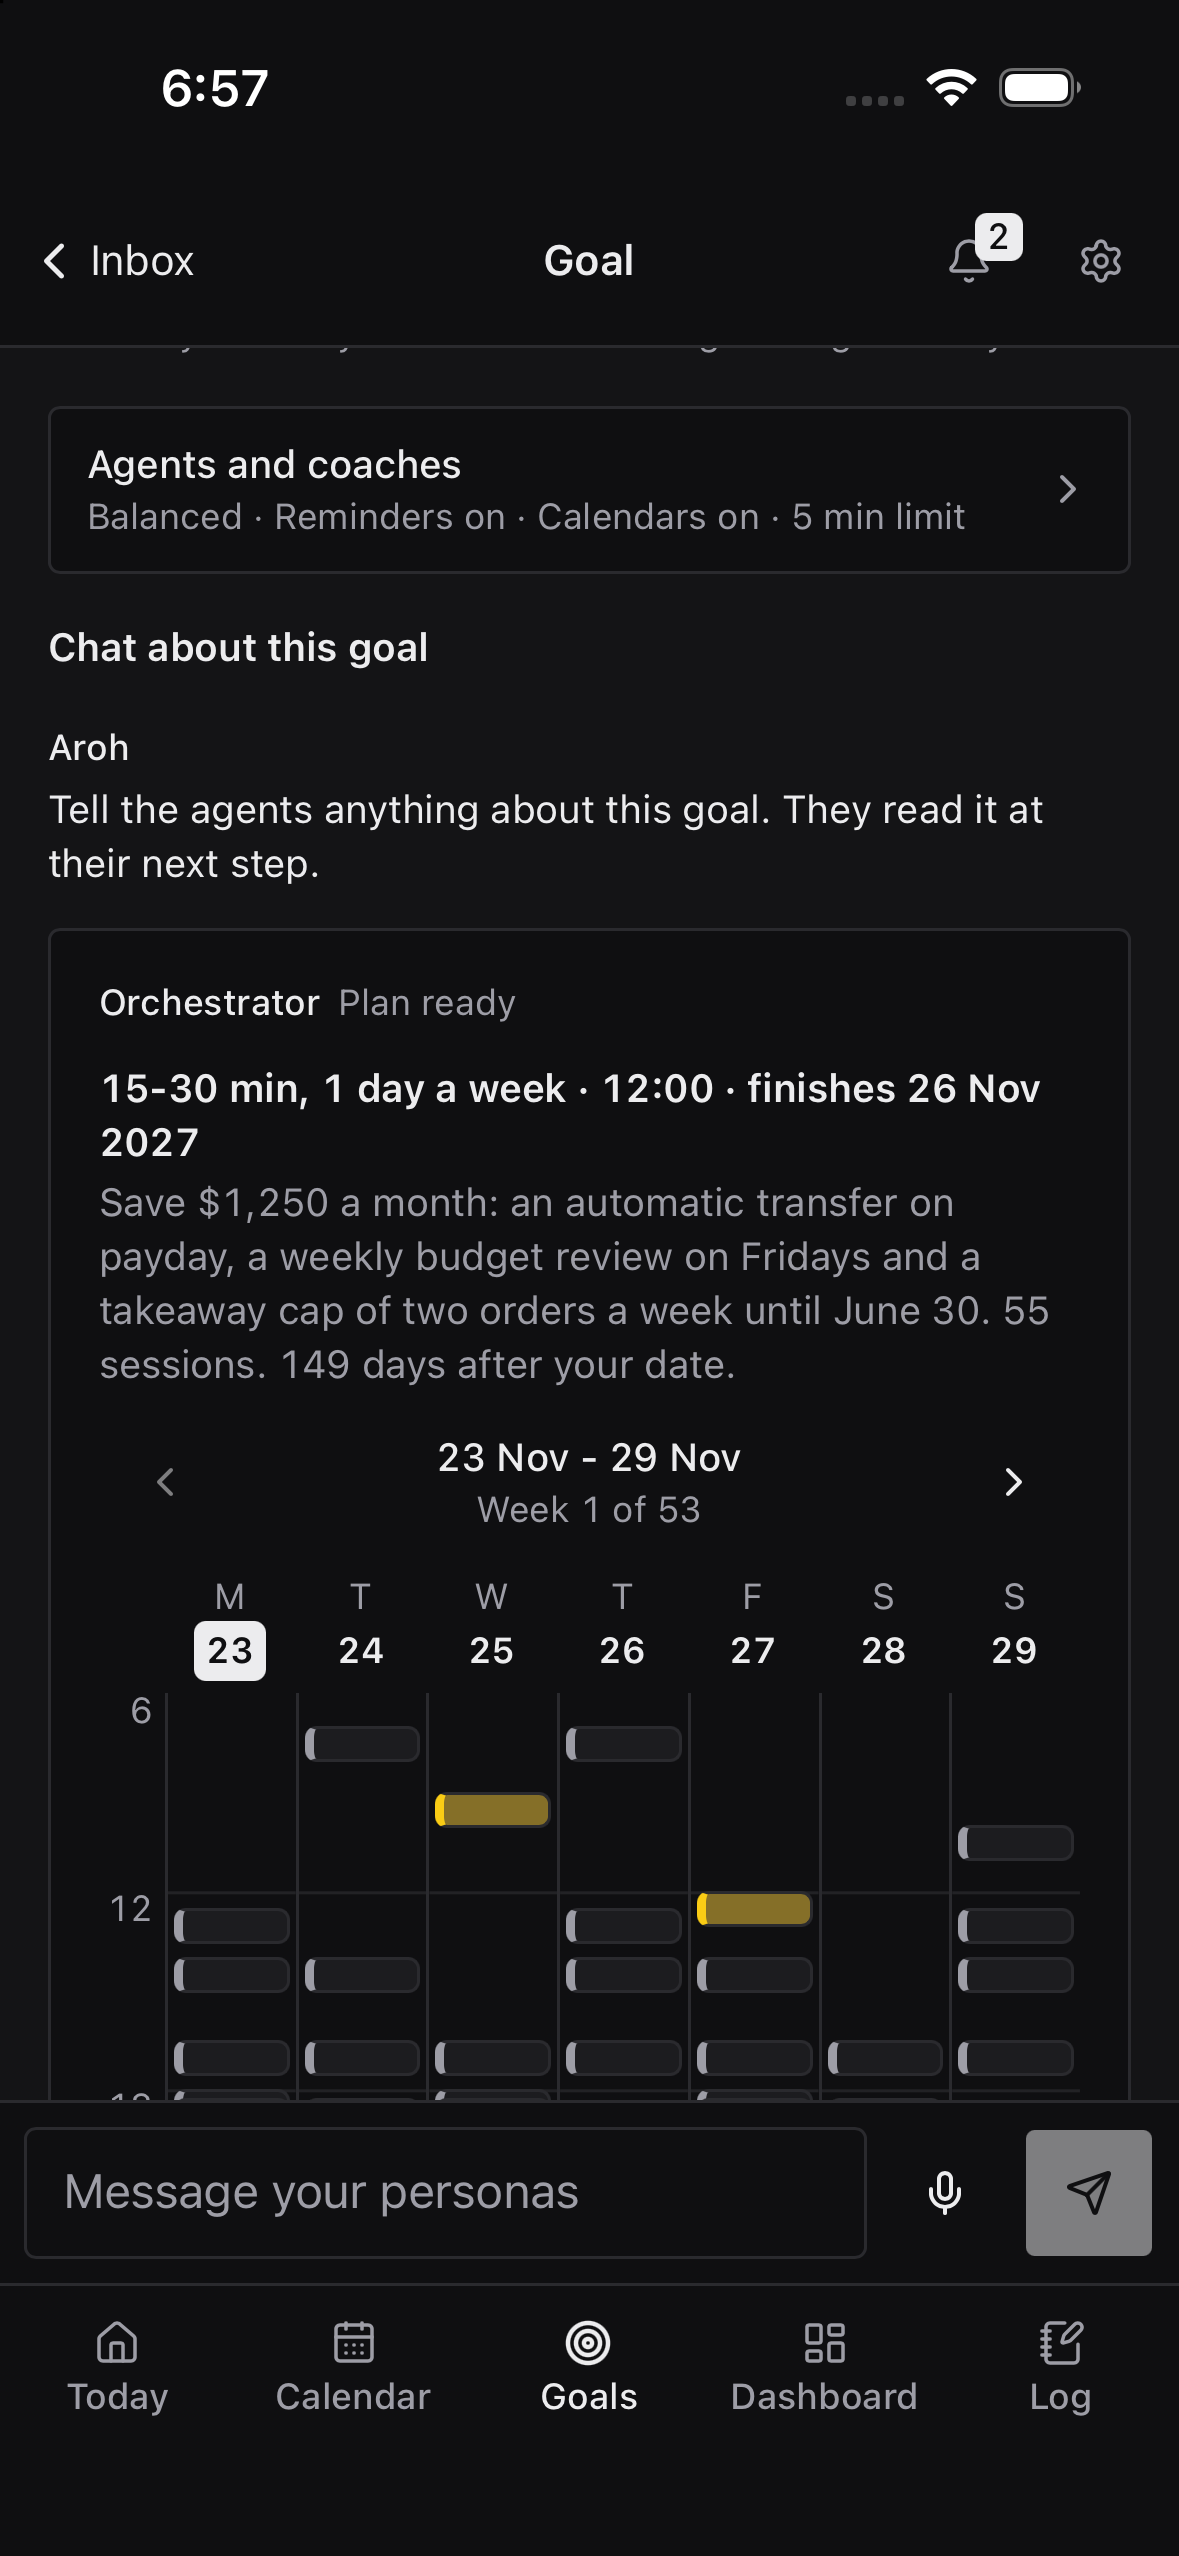 6:57
Inbox
Goal
2
Agents and coaches
Balanced · Reminders on · Calendars on · 5 min limit
Chat about this goal
Aroh
Tell the agents anything about this goal. They read it at
their next step.
Orchestrator Plan ready
15-30 min, 1 day a week · 12:00 · finishes 26 Nov
2027
Save $1,250 a month: an automatic transfer on
payday, a weekly budget review on Fridays and a
takeaway cap of two orders a week until June 30. 55
sessions. 149 days after your date.
23 Nov - 29 Nov
Week 1 of 53
M T W T F S S
23 24 25 26 27 28 29
6
12
Message your personas
Today Calendar Goals Dashboard Log